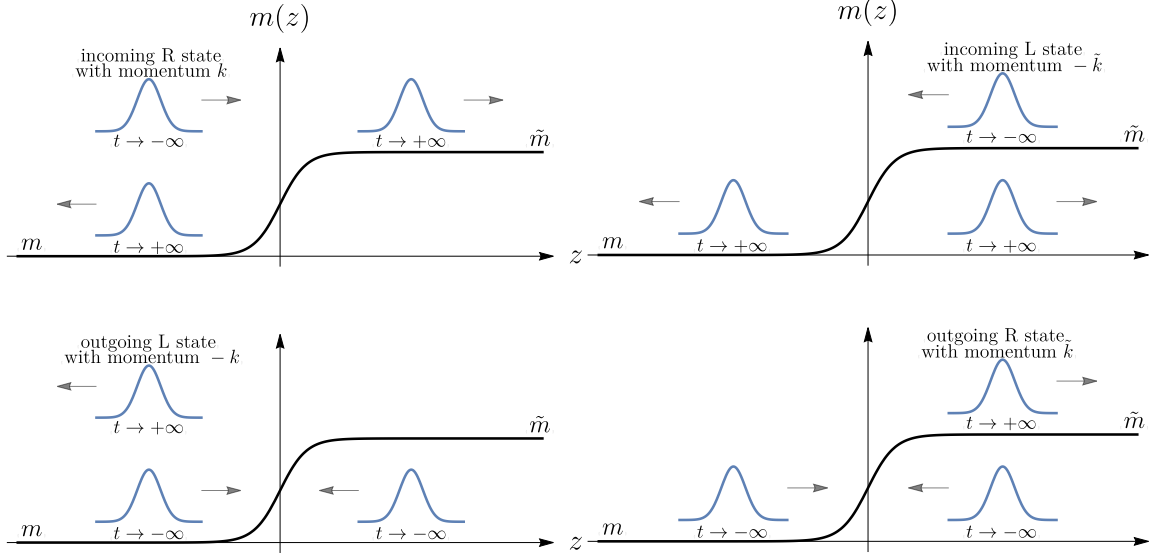 m(z)
incoming R state
with momentum k
t → −∞
t → +∞
m̃
m
t → +∞
z
m(z)
incoming L state
with momentum − k̃
t → −∞
m̃
m
t → +∞
t → +∞
outgoing L state
with momentum − k
t → +∞
m̃
m
t → −∞
t → −∞
z
outgoing R state
with momentum k̃
t → +∞
m̃
m
t → −∞
t → −∞